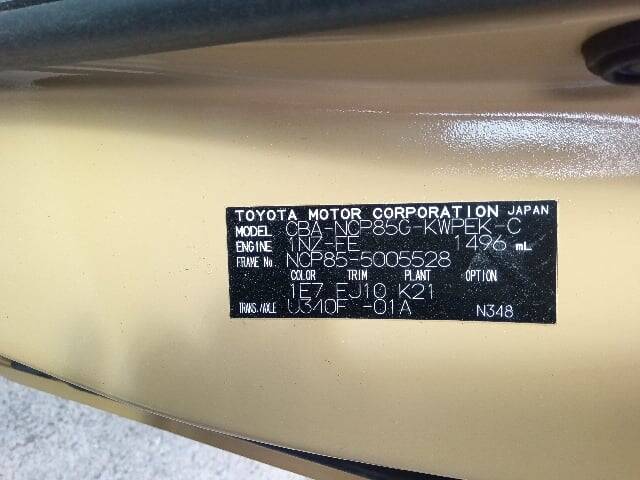 TOYOTA MOTOR CORPORATION JAPAN
MODEL CBA-NCP85G-KWPEK-C
ENGINE 1NZ-FE 1496 mL
FRAME No. NCP85-5005528
COLOR TRIM PLANT OPTION
1E7 FJ10 K21
TRANS./AXLE U340F -01A N348